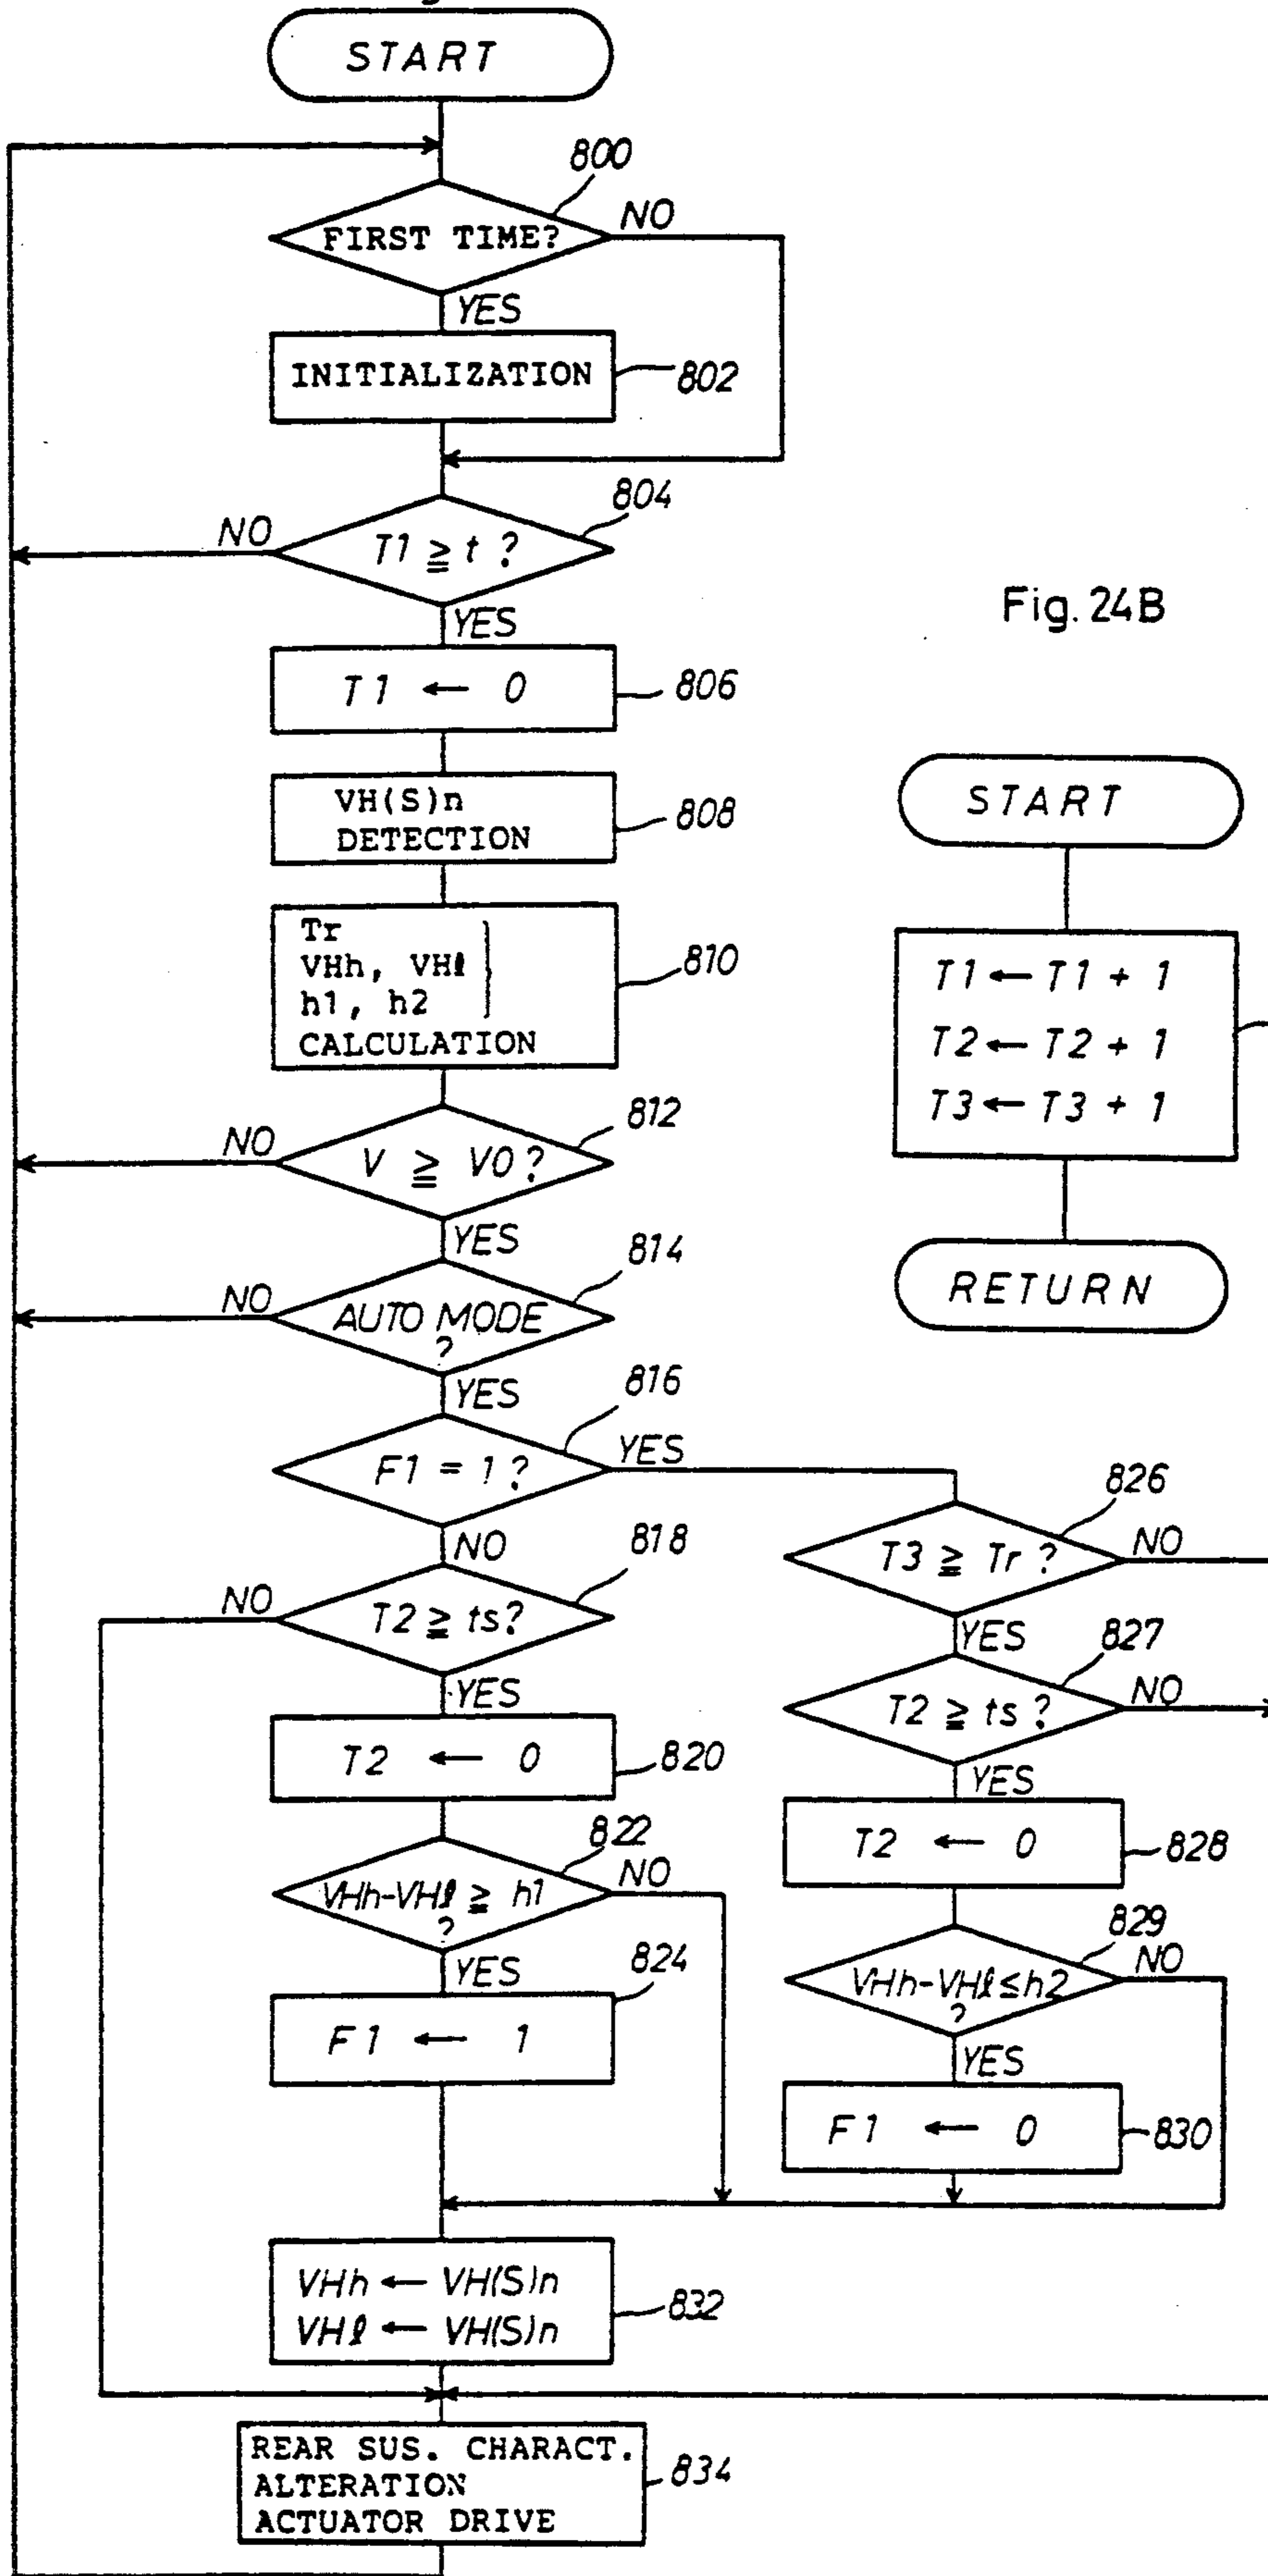 START
800
FIRST TIME?
NO
YES
INITIALIZATION
802
804
NO
T1 ≧ t ?
YES
T1 ← 0
806
VH(S)n
DETECTION
808
Tr
VHh, VHℓ
h1, h2
CALCULATION
810
812
NO
V ≧ V0 ?
YES
814
NO
AUTO MODE
?
YES
816
F1 = 1 ?
YES
NO
818
NO
T2 ≧ ts?
YES
T2 ← 0
820
822
VHh-VHℓ ≧ h1
?
NO
YES
824
F1 ← 1
826
T3 ≧ Tr ?
NO
YES
827
T2 ≧ ts ?
NO
YES
T2 ← 0
828
829
VHh-VHℓ ≤ h2
?
NO
YES
F1 ← 0
830
VHh ← VH(S)n
VHℓ ← VH(S)n
832
REAR SUS. CHARACT.
ALTERATION
ACTUATOR DRIVE
834
Fig. 24B
START
T1 ← T1 + 1
T2 ← T2 + 1
T3 ← T3 + 1
RETURN